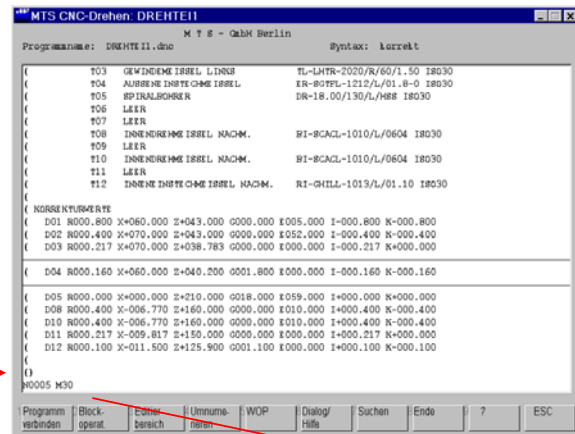 MTS CNC-Drehen: DREHTEI1
M T S - GmbH Berlin
Programmname: DREHTEI1.dnc Syntax: korrekt
( T03 GEWINDEMEISSEL LINKS TL-LHTR-2020/R/60/1.50 ISO30
( T04 AUSSENEINSTECHMEISSEL ER-SGTFL-1212/L/01.8-0 ISO30
( T05 SPIRALBOHRER DR-18.00/130/L/HSS ISO30
( T06 LEER
( T07 LEER
( T08 INNENDREHMEISSEL NACHM. BI-SCACL-1010/L/0604 ISO30
( T09 LEER
( T10 INNENDREHMEISSEL NACHM. BI-SCACL-1010/L/0604 ISO30
( T11 LEER
( T12 INNENEINSTECHMEISSEL NACHM. RI-GHILL-1013/L/01.10 ISO30
(
( KORREKTURWERTE
( D01 R000.800 X+060.000 Z+043.000 G000.000 E005.000 I-000.800 K-000.800
( D02 R000.400 X+070.000 Z+043.000 G000.000 E052.000 I-000.400 K-000.400
( D03 R000.217 X+070.000 Z+038.783 G000.000 E000.000 I-000.217 K+000.000
( D04 R000.160 X+060.000 Z+040.200 G001.800 E000.000 I-000.160 K-000.160
( D05 R000.000 X+000.000 Z+210.000 G018.000 E059.000 I+000.000 K+000.000
( D08 R000.400 X-006.770 Z+160.000 G000.000 E010.000 I+000.400 K-000.400
( D10 R000.400 X-006.770 Z+160.000 G000.000 E010.000 I+000.400 K-000.400
( D11 R000.217 X-009.817 Z+150.000 G000.000 E000.000 I+000.217 K+000.000
( D12 R000.100 X-011.500 Z+125.900 G001.100 E000.000 I+000.100 K-000.100
(
()
N0005 M30
Programm verbinden Block- operat. Editier bereich Umnume- rieren WOP Dialog/ Hilfe Suchen Ende ? ESC